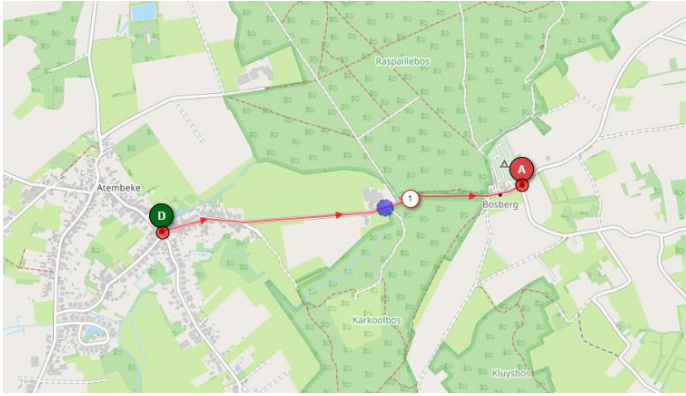 Raspaillebos
Atembeke
D
1
A
Bosberg
Karkoolbos
Kluysbos